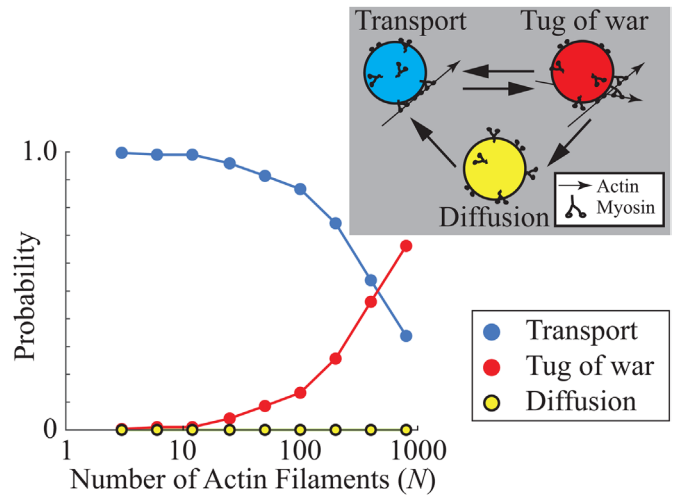 Transport Tug of war
Diffusion
Actin
Myosin
1.0
Probability
0
1 10 100 1000
Number of Actin Filaments (N)
Transport
Tug of war
Diffusion